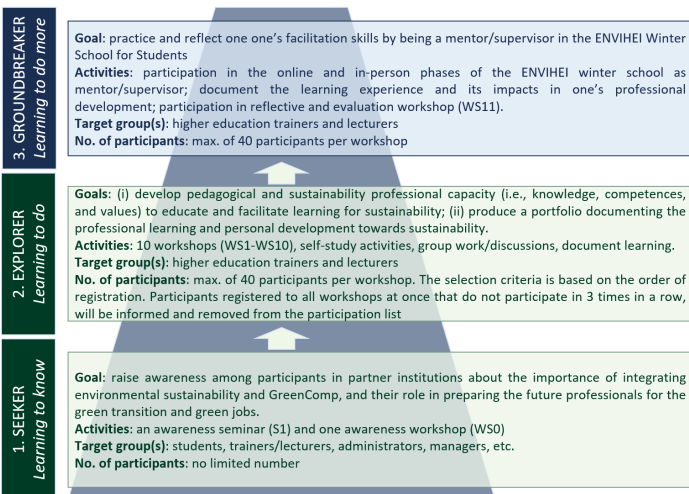 3. GROUNDBREAKER
Learning to do more
Goal: practice and reflect one one's facilitation skills by being a mentor/supervisor in the ENVIHEI Winter
School for Students
Activities: participation in the online and in-person phases of the ENVIHEI winter school as
mentor/supervisor; document the learning experience and its impacts in one's professional
development; participation in reflective and evaluation workshop (WS11).
Target group(s): higher education trainers and lecturers
No. of participants: max. of 40 participants per workshop
2. EXPLORER
Learning to do
Goals: (i) develop pedagogical and sustainability professional capacity (i.e., knowledge, competences,
and values) to educate and facilitate learning for sustainability; (ii) produce a portfolio documenting the
professional learning and personal development towards sustainability.
Activities: 10 workshops (WS1-WS10), self-study activities, group work/discussions, document learning.
Target group(s): higher education trainers and lecturers
No. of participants: max. of 40 participants per workshop. The selection criteria is based on the order of
registration. Participants registered to all workshops at once that do not participate in 3 times in a row,
will be informed and removed from the participation list
1. SEEKER
Learning to know
Goal: raise awareness among participants in partner institutions about the importance of integrating
environmental sustainability and GreenComp, and their role in preparing the future professionals for the
green transition and green jobs.
Activities: an awareness seminar (S1) and one awareness workshop (WS0)
Target group(s): students, trainers/lecturers, administrators, managers, etc.
No. of participants: no limited number